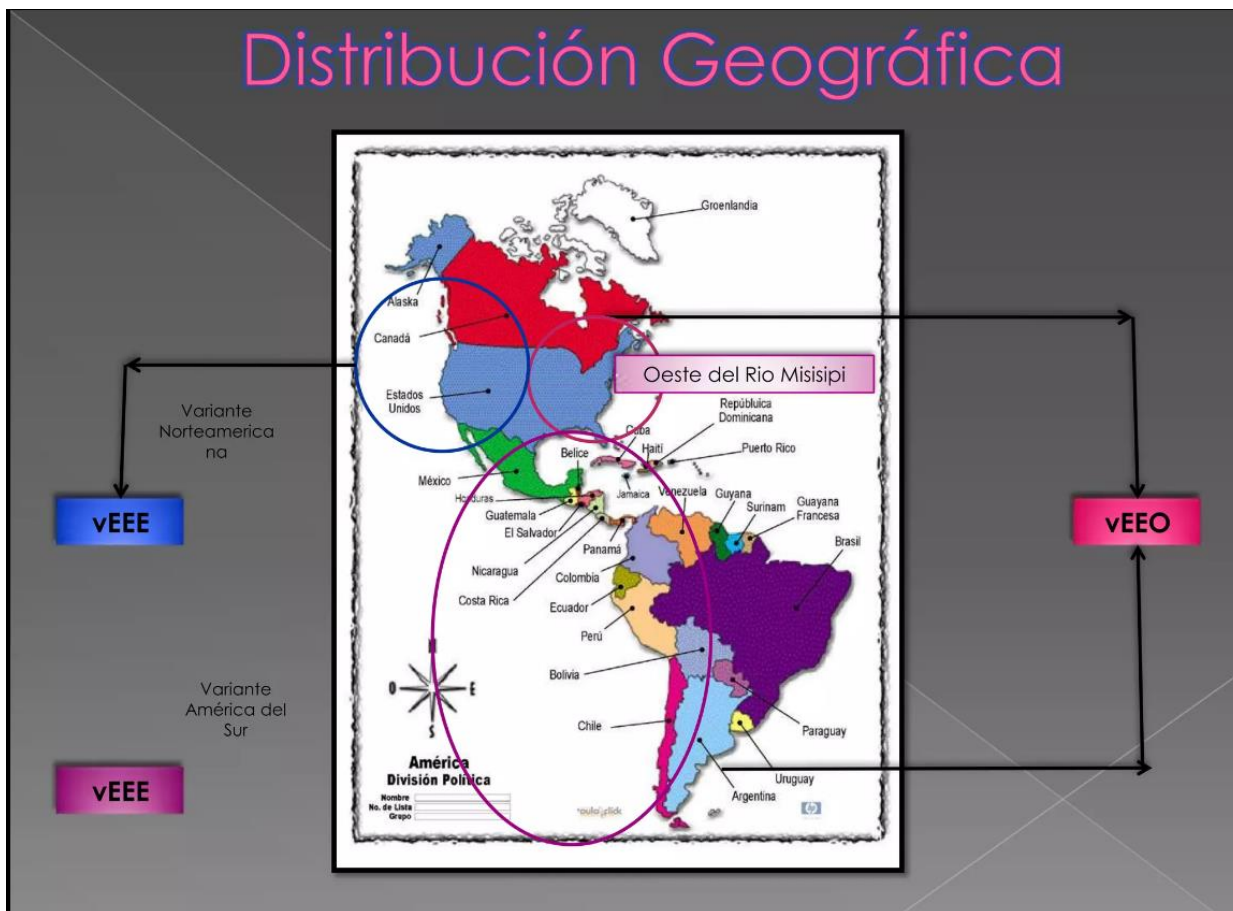 Distribución Geográfica
Groenlandia
Alaska
Canadá
Oeste del Rio Misisipi
Estados
Unidos
Variante
Norteamerica
na
República
Dominicana
Cuba
Haití
Puerto Rico
Belice
México
Jamaica
Honduras
Venezuela
Guyana
Guayana
Francesa
Surinam
Guatemala
El Salvador
vEEE
vEEO
Panamá
Brasil
Nicaragua
Colombia
Costa Rica
Ecuador
Perú
N
Bolivia
O
E
Variante
América del
Sur
S
Chile
Paraguay
América
División Política
vEEE
Uruguay
Argentina
Nombre
No. de Lista
Grupo
aulaclick
hp